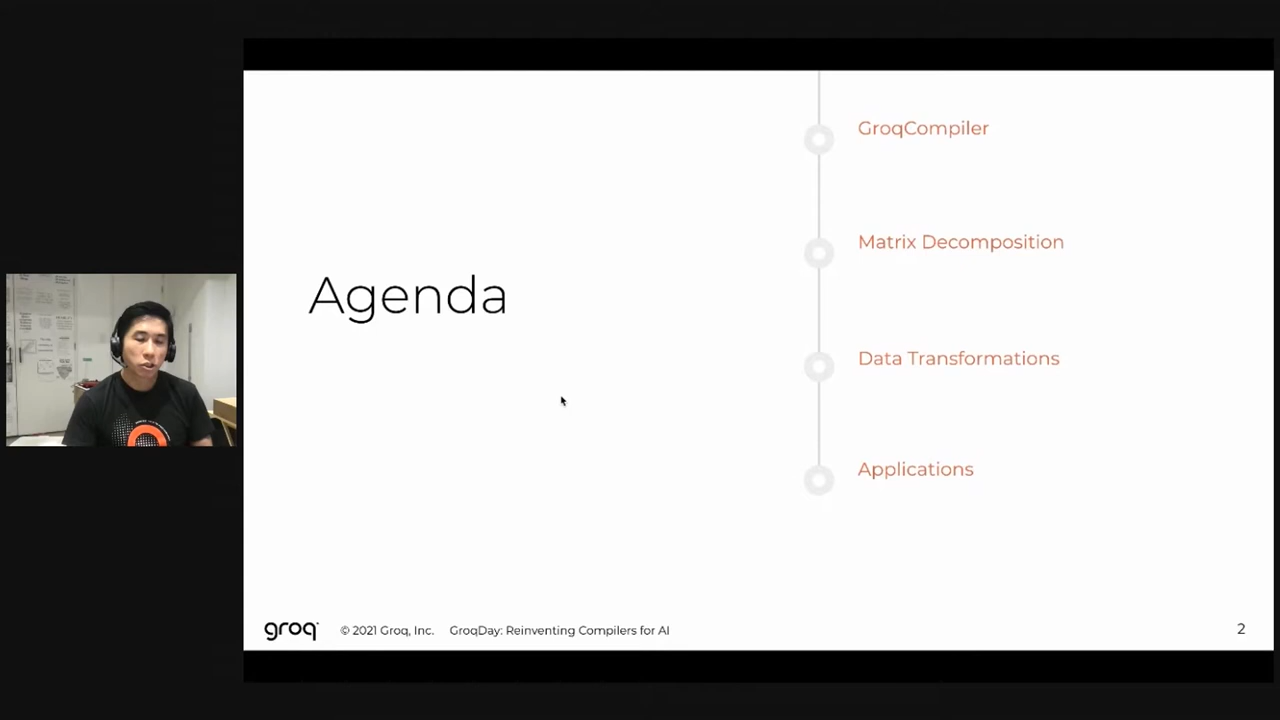 GroqCompiler
Matrix Decomposition
Agenda
Data Transformations
Applications
groq
© 2021 Groq, Inc. GroqDay: Reinventing Compilers for AI
2